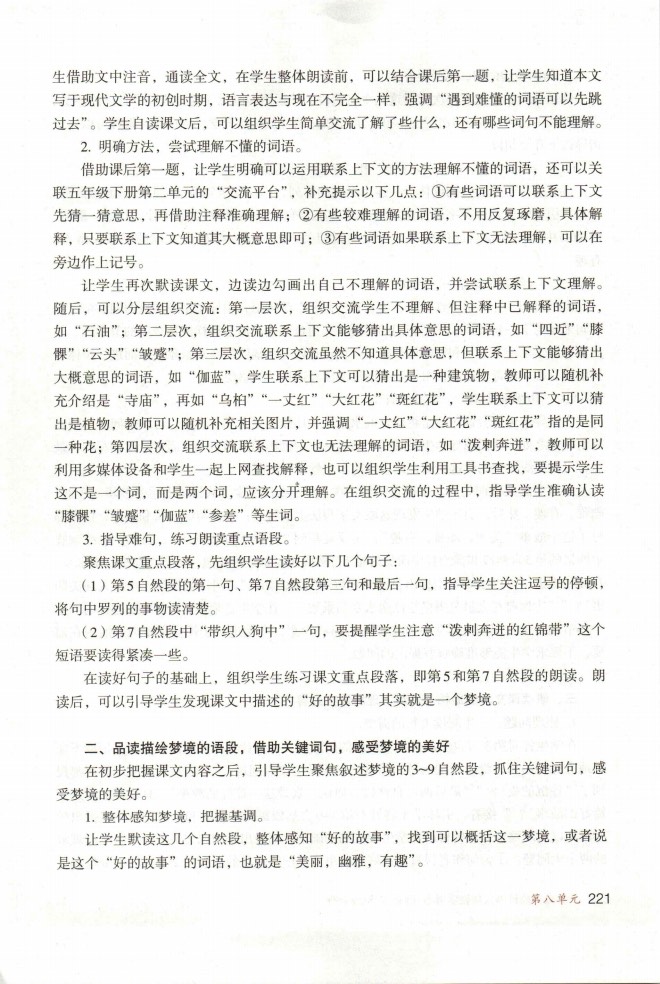 生借助文中注音，通读全文，在学生整体朗读前，可以结合课后第一题，让学生知道本文
写于现代文学的初创时期，语言表达与现在不完全一样，强调“遇到难懂的词语可以先跳
过去”。学生自读课文后，可以组织学生简单交流了解了些什么，还有哪些词句不能理解。
2. 明确方法，尝试理解不懂的词语。
借助课后第一题，让学生明确可以运用联系上下文的方法理解不懂的词语，还可以关
联五年级下册第二单元的“交流平台”，补充提示以下几点：①有些词语可以联系上下文
先猜一猜意思，再借助注释准确理解；②有些较难理解的词语，不用反复琢磨，具体解
释，只要联系上下文知道其大概意思即可；③有些词语如果联系上下文无法理解，可以在
旁边作上记号。
让学生再次默读课文，边读边勾画出自己不理解的词语，并尝试联系上下文理解。
随后，可以分层组织交流：第一层次，组织交流学生不理解、但注释中已解释的词语，
如“石油”；第二层次，组织交流联系上下文能够猜出具体意思的词语，如“四近”“膝
髁”“云头”“皱蹙”；第三层次，组织交流虽然不知道具体意思，但联系上下文能够猜出
大概意思的词语，如“伽蓝”，学生联系上下文可以猜出是一种建筑物，教师可以随机补
充介绍是“寺庙”，再如“乌桕”“一丈红”“大红花”“斑红花”，学生联系上下文可以猜
出是植物，教师可以随机补充相关图片，并强调“一丈红”“大红花”“斑红花”指的是同
一种花；第四层次，组织交流联系上下文也无法理解的词语，如“泼剌奔迸”，教师可以
利用多媒体设备和学生一起上网查找解释，也可以组织学生利用工具书查找，要提示学生
这不是一个词，而是两个词，应该分开理解。在组织交流的过程中，指导学生准确认读
“膝髁”“皱蹙”“伽蓝”“参差”等生词。
3. 指导难句，练习朗读重点语段。
聚焦课文重点段落，先组织学生读好以下几个句子：
（1）第5自然段的第一句、第7自然段第三句和最后一句，指导学生关注逗号的停顿，
将句中罗列的事物读清楚。
（2）第7自然段中“带织入狗中”一句，要提醒学生注意“泼剌奔迸的红锦带”这个
短语要读得紧凑一些。
在读好句子的基础上，组织学生练习课文重点段落，即第5和第7自然段的朗读。朗
读后，可以引导学生发现课文中描述的“好的故事”其实就是一个梦境。
二、品读描绘梦境的语段，借助关键词句，感受梦境的美好
在初步把握课文内容之后，引导学生聚焦叙述梦境的3~9自然段，抓住关键词句，感
受梦境的美好。
1. 整体感知梦境，把握基调。
让学生默读这几个自然段，整体感知“好的故事”，找到可以概括这一梦境，或者说
是这个“好的故事”的词语，也就是“美丽，幽雅，有趣”。
第八单元 221